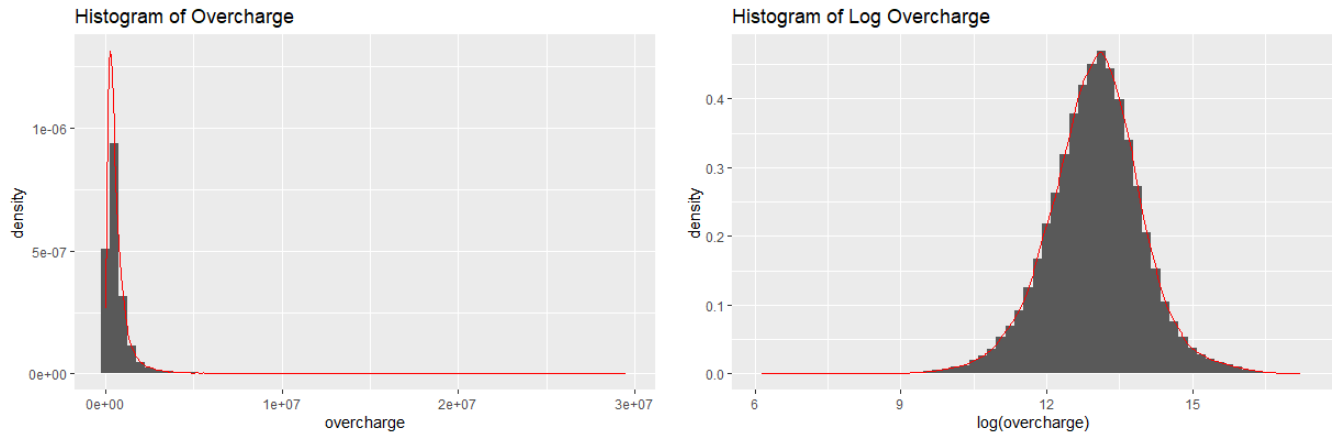 Histogram of Overcharge
density
1e-06
5e-07
0e+00
0e+00 1e+07 2e+07 3e+07
overcharge
Histogram of Log Overcharge
density
0.4
0.3
0.2
0.1
0.0
6 9 12 15
log(overcharge)